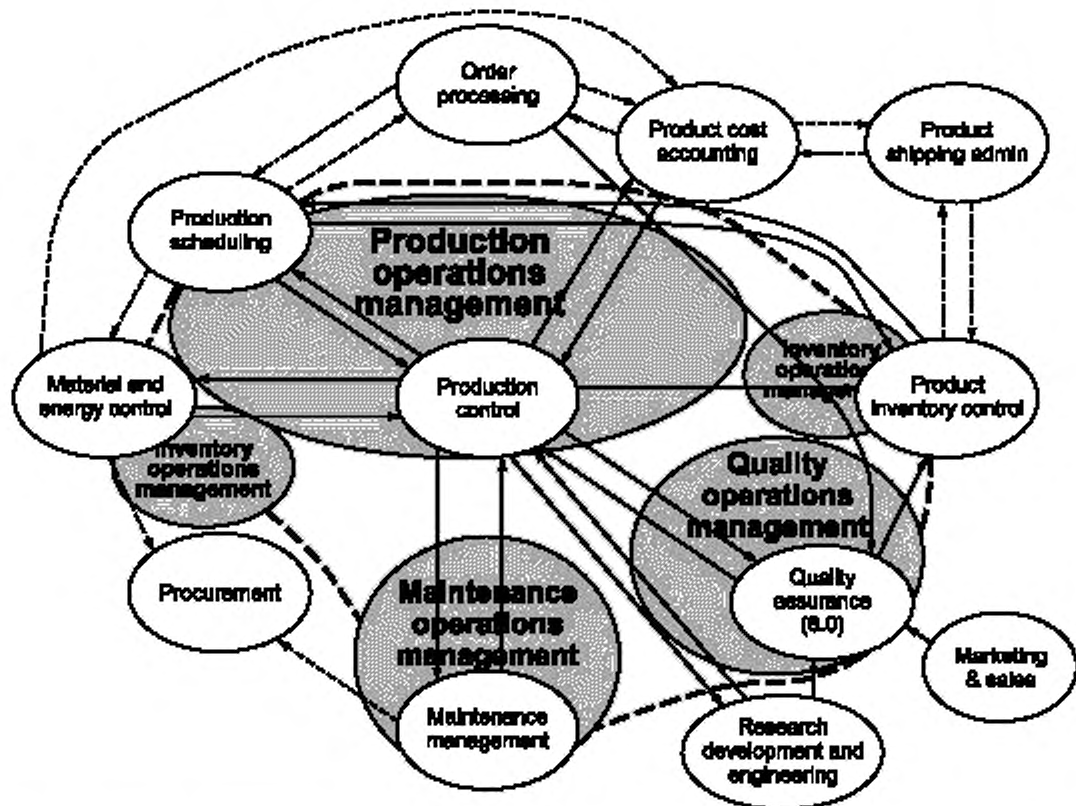 Order
processing
Product cost
accounting
Product
shipping admin
Production
scheduling
Production
operations
management
Material and
energy control
Production
control
Inventory
operations
Product
inventory control
Inventory
operations
management
Quality
operations
management
Procurement
Maintenance
operations
management
Quality
assurance
(6.0)
Marketing
& sales
Maintenance
management
Research
development and
engineering